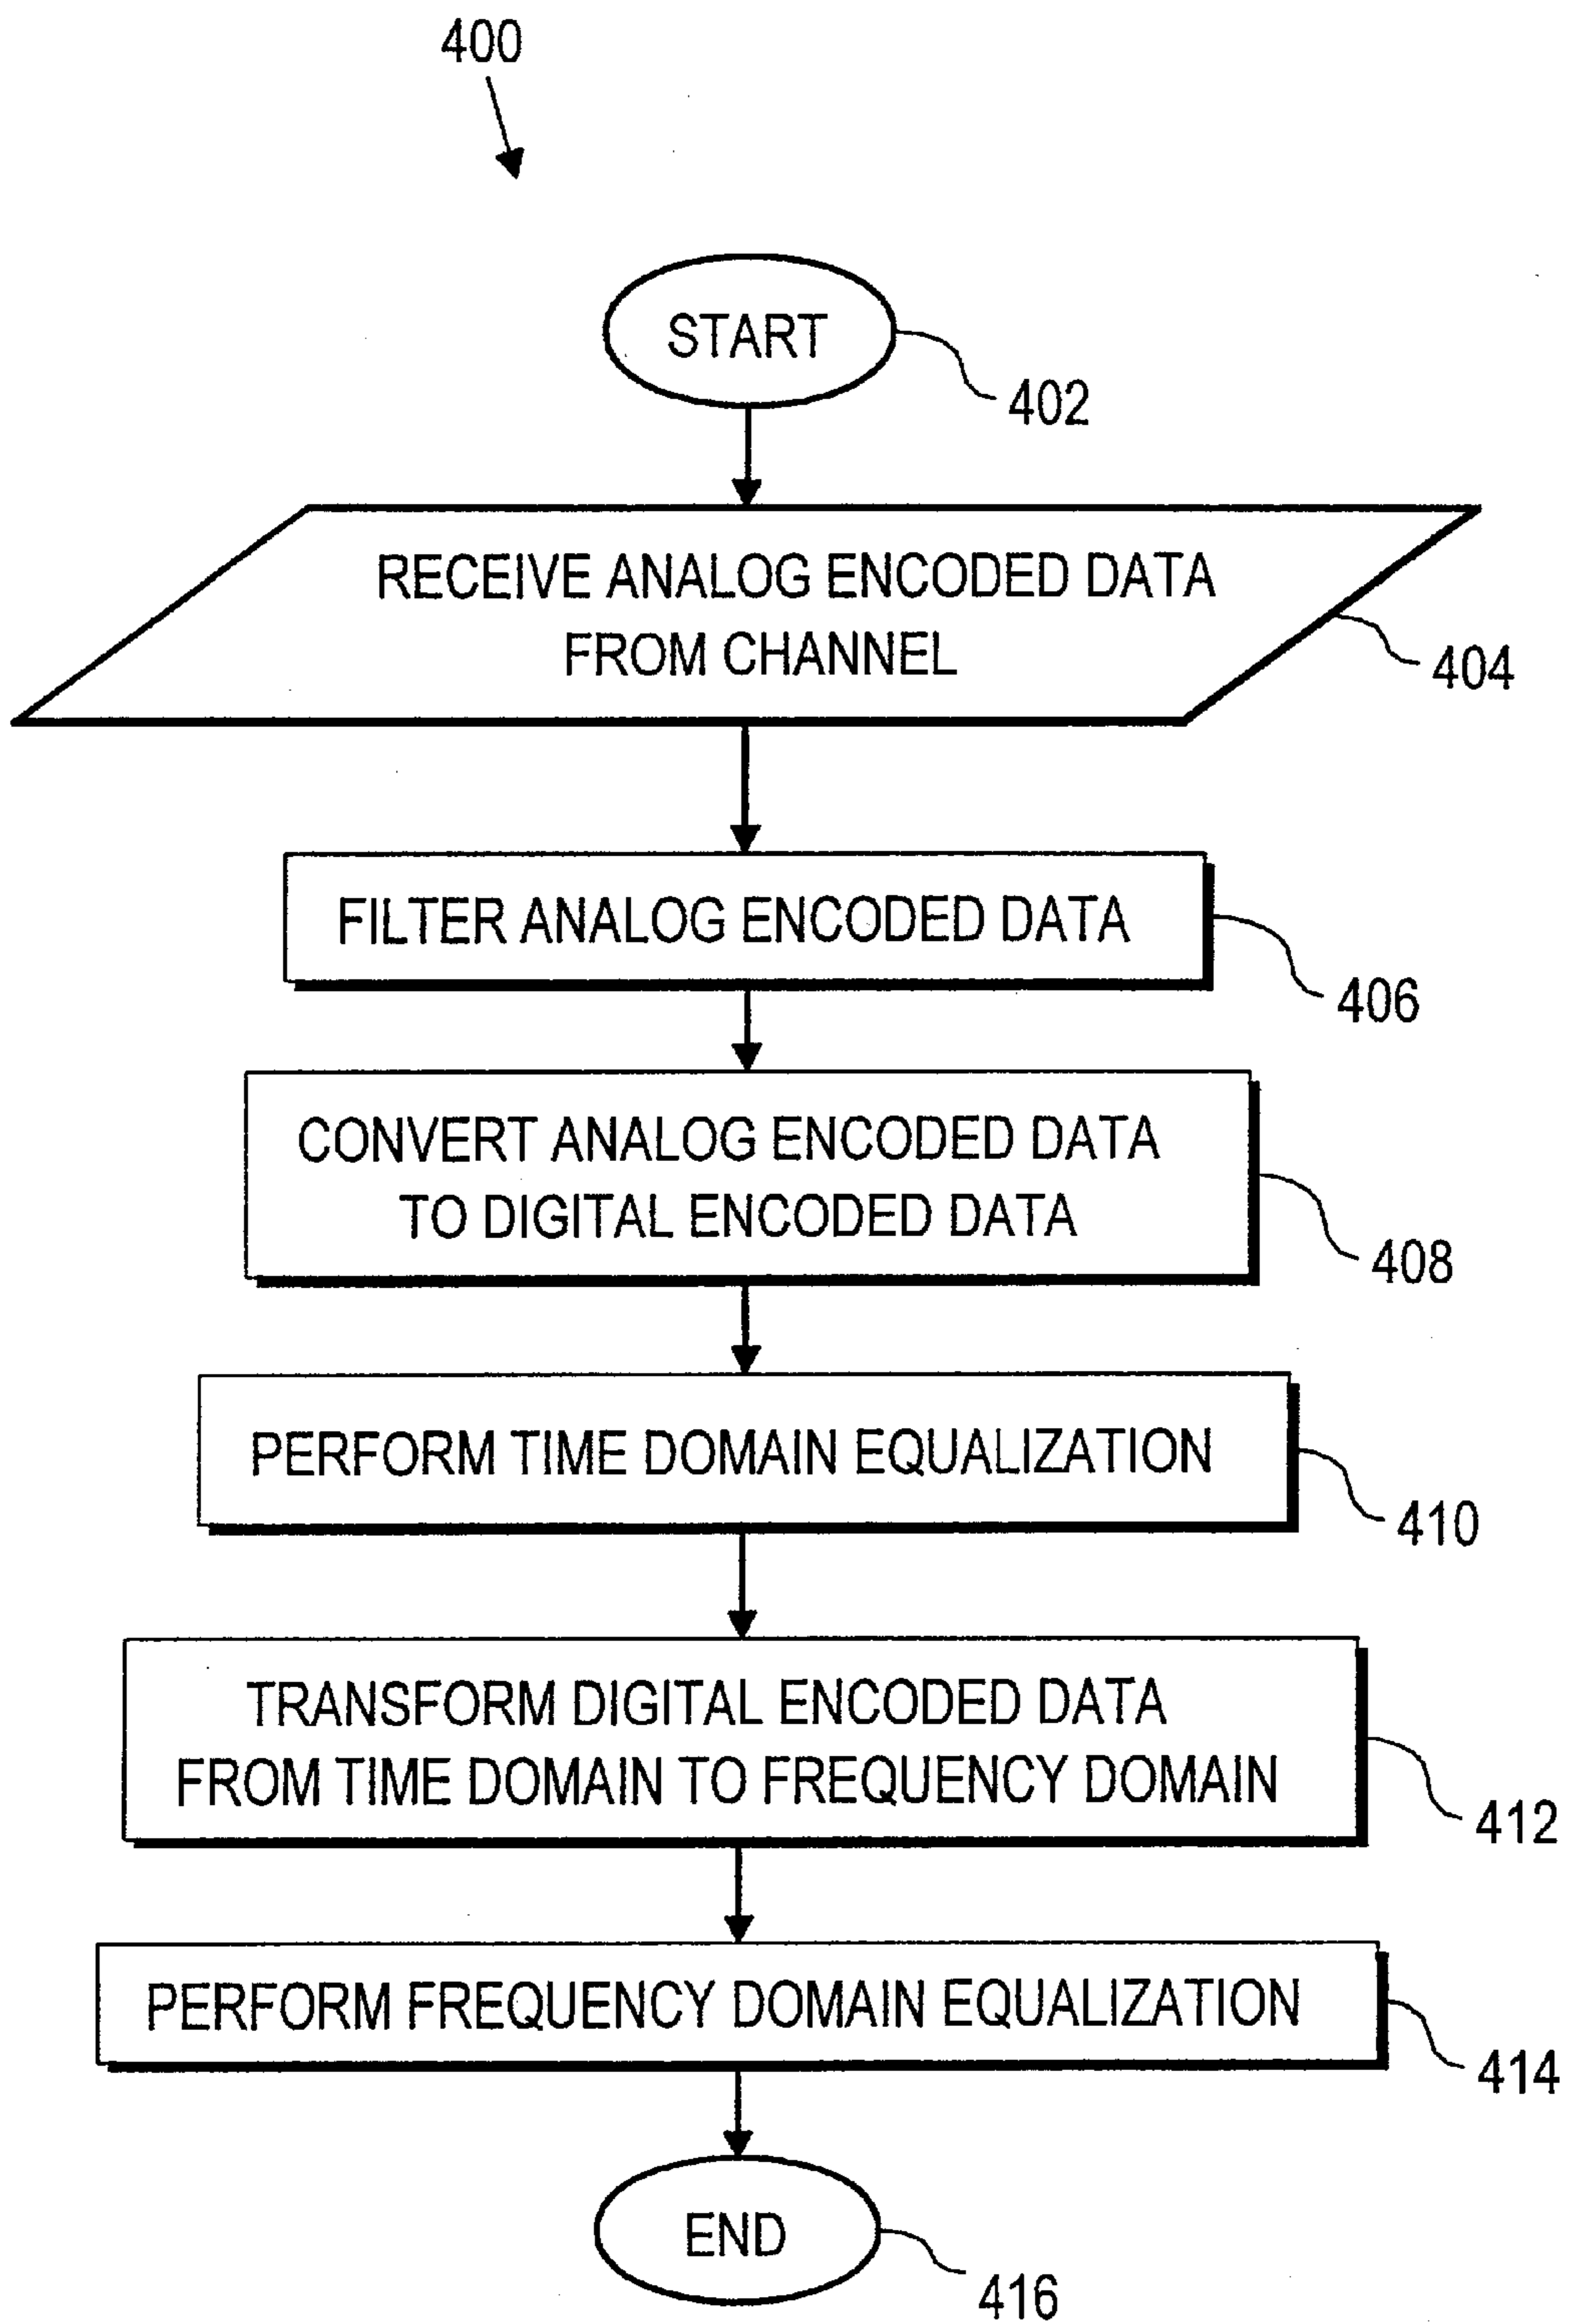 400
START
402
RECEIVE ANALOG ENCODED DATA
FROM CHANNEL
404
FILTER ANALOG ENCODED DATA
406
CONVERT ANALOG ENCODED DATA
TO DIGITAL ENCODED DATA
408
PERFORM TIME DOMAIN EQUALIZATION
410
TRANSFORM DIGITAL ENCODED DATA
FROM TIME DOMAIN TO FREQUENCY DOMAIN
412
PERFORM FREQUENCY DOMAIN EQUALIZATION
414
END
416